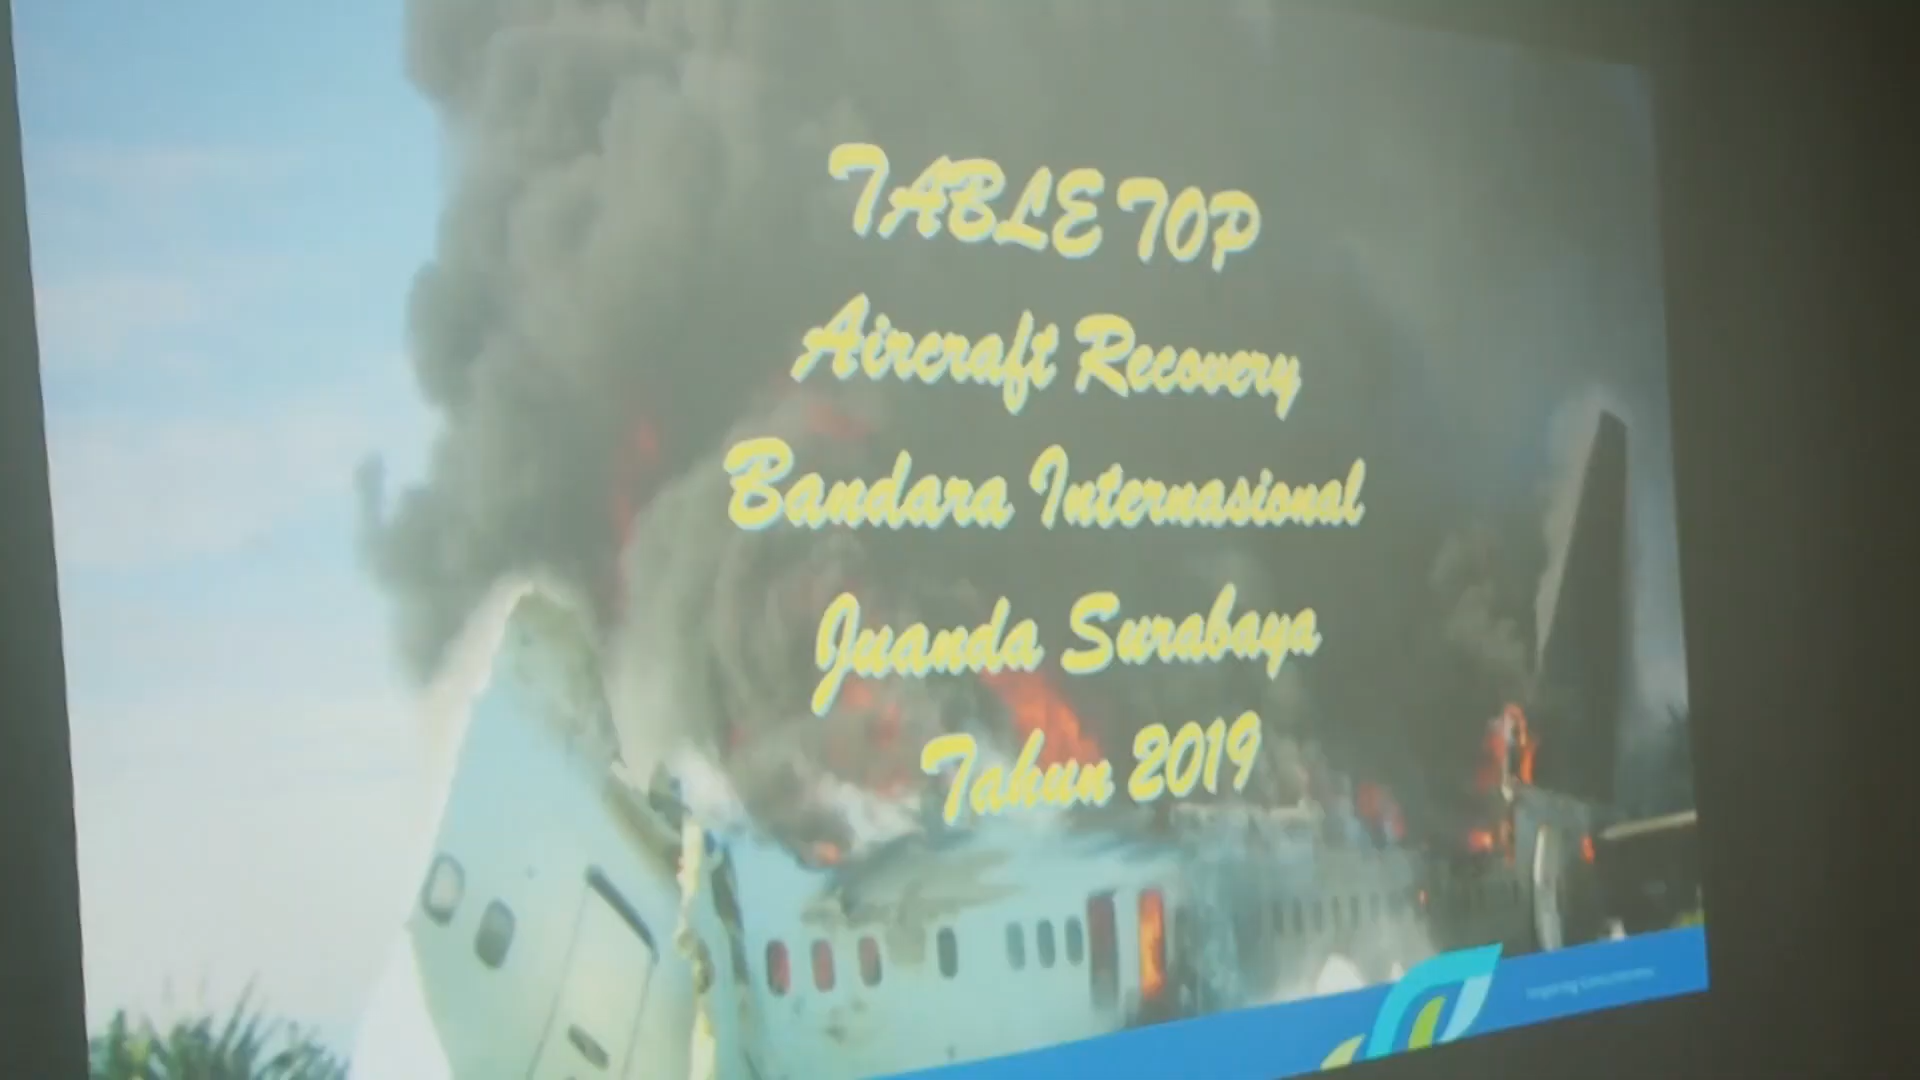 TABLE TOP
Aircraft Recovery
Bandara Internasional
Juanda Surabaya
Tahun 2019